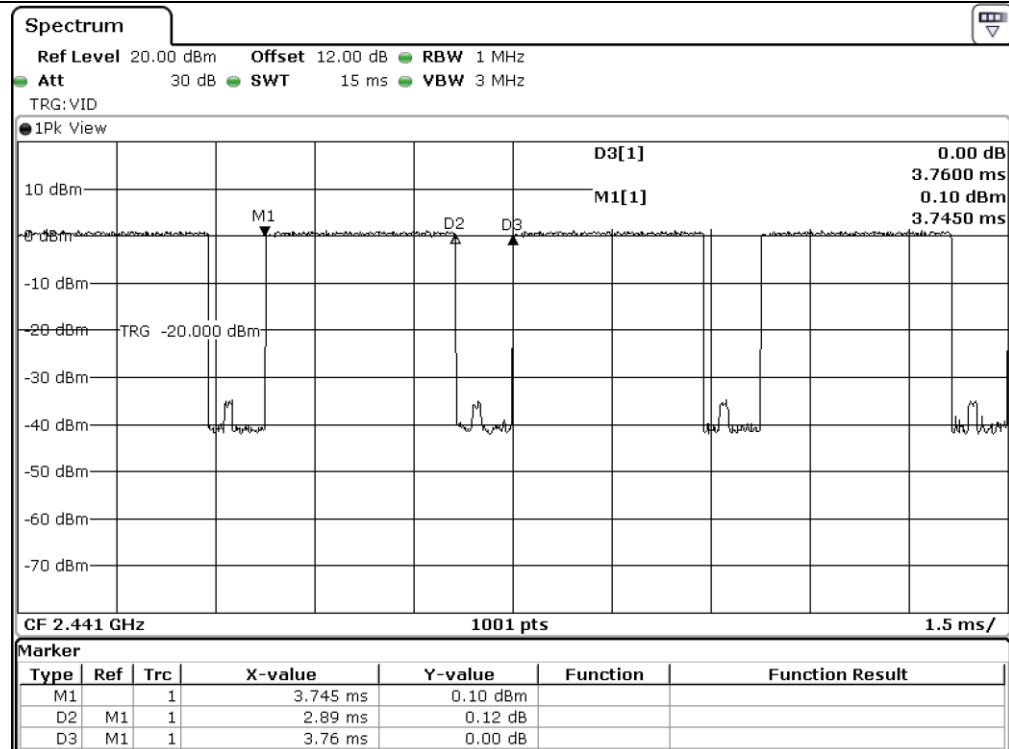 Spectrum
Ref Level 20.00 dBm Offset 12.00 dB RBW 1 MHz
Att 30 dB SWT 15 ms VBW 3 MHz
TRG:VID
1Pk View
D3[1] 0.00 dB
3.7600 ms
10 dBm
M1[1] 0.10 dBm
3.7450 ms
M1 D2 D3
0 dBm
-10 dBm
-20 dBm TRG -20.000 dBm
-30 dBm
-40 dBm
-50 dBm
-60 dBm
-70 dBm
CF 2.441 GHz 1001 pts 1.5 ms/
Marker
Type Ref Trc X-value Y-value Function Function Result
M1 1 3.745 ms 0.10 dBm
D2 M1 1 2.89 ms 0.12 dB
D3 M1 1 3.76 ms 0.00 dB